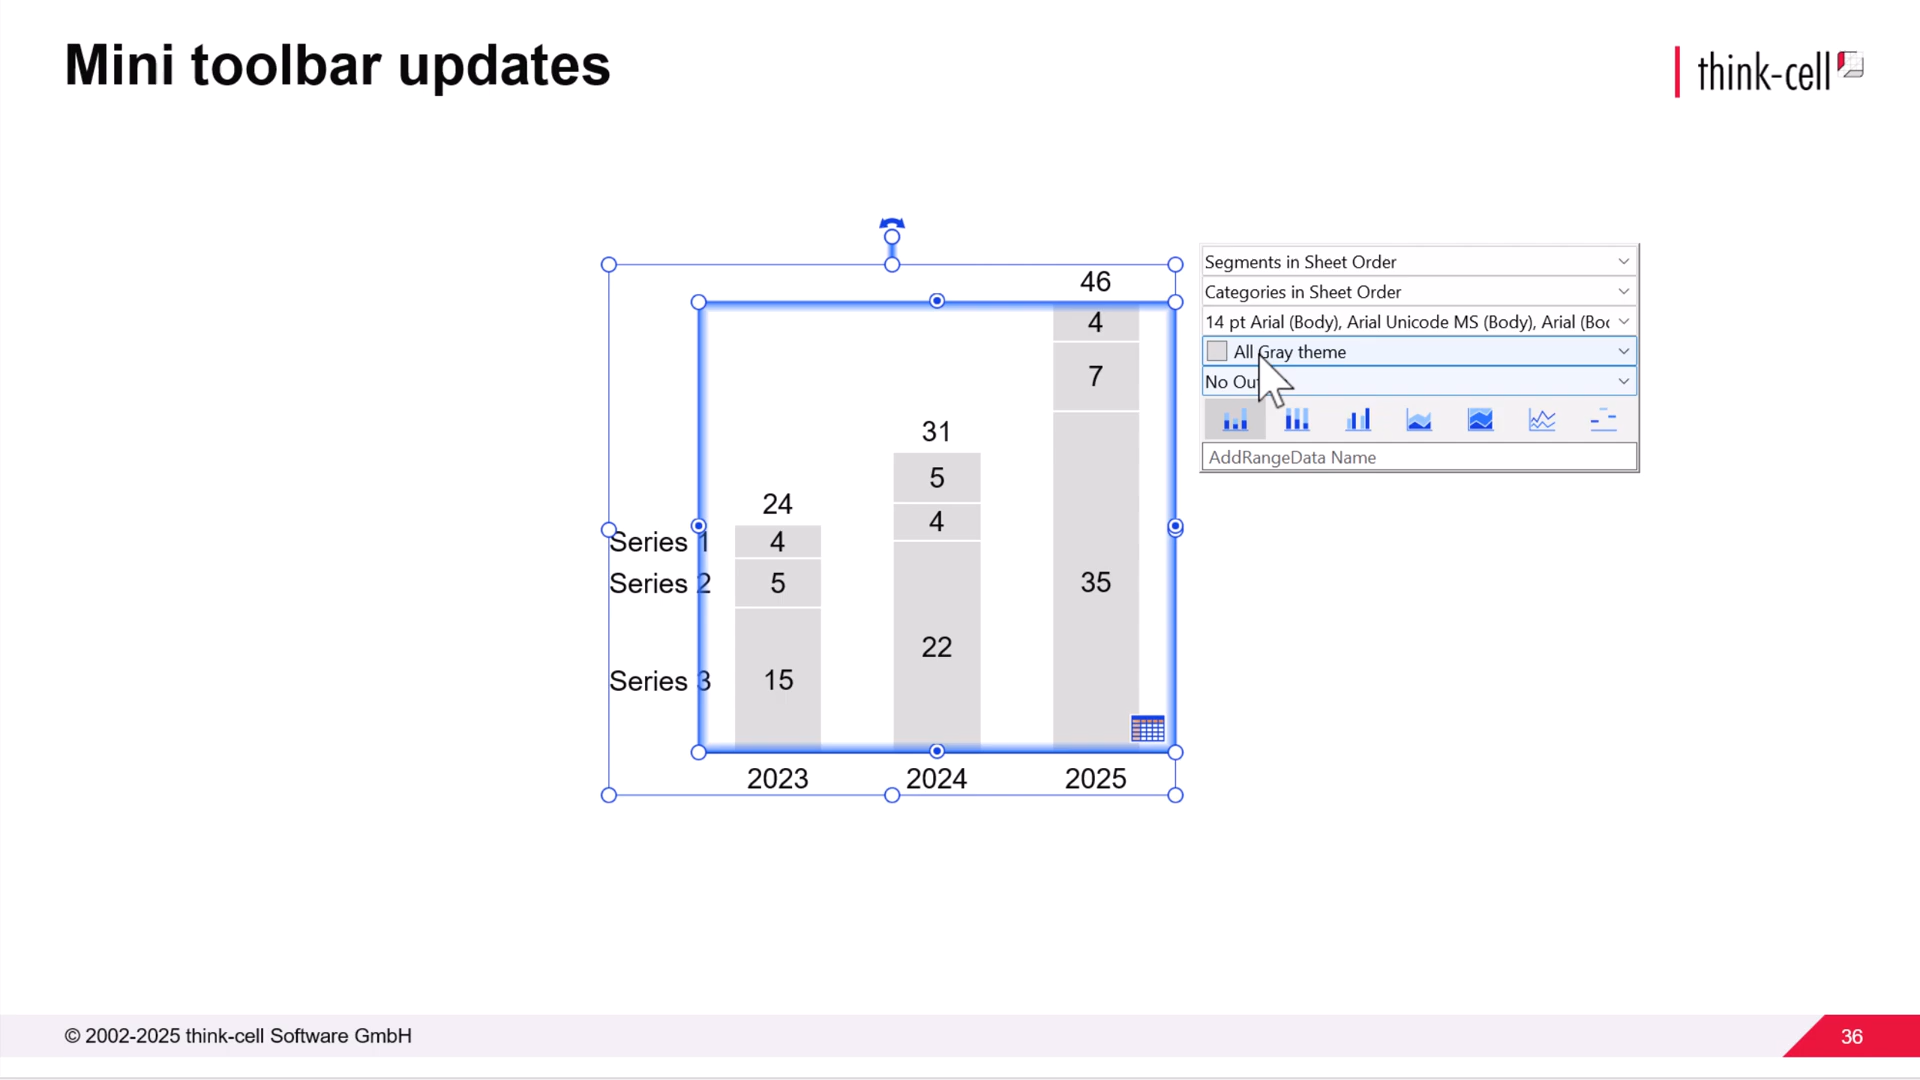 Mini toolbar updates
think-cell
46
4
7
35
31
5
4
22
24
Series 1
4
Series 2
5
Series 3
15
2023
2024
2025
Segments in Sheet Order
Categories in Sheet Order
14 pt Arial (Body), Arial Unicode MS (Body), Arial (Boc
All Gray theme
No Ou
AddRangeData Name
© 2002-2025 think-cell Software GmbH
36